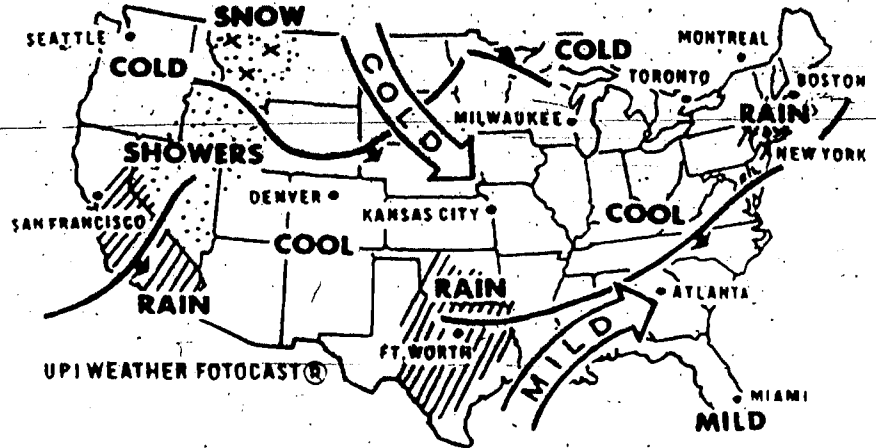 SNOW
SEATTLE
COLD
COLD
COLD
MONTREAL
TORONTO
BOSTON
MILWAUKEE
RAIN
SHOWERS
NEW YORK
DENVER
KANSAS CITY
SAN FRANCISCO
COOL
COOL
RAIN
RAIN
ATLANTA
MILD
FT. WORTH
UPI WEATHER FOTOCAST®
MIAMI
MILD